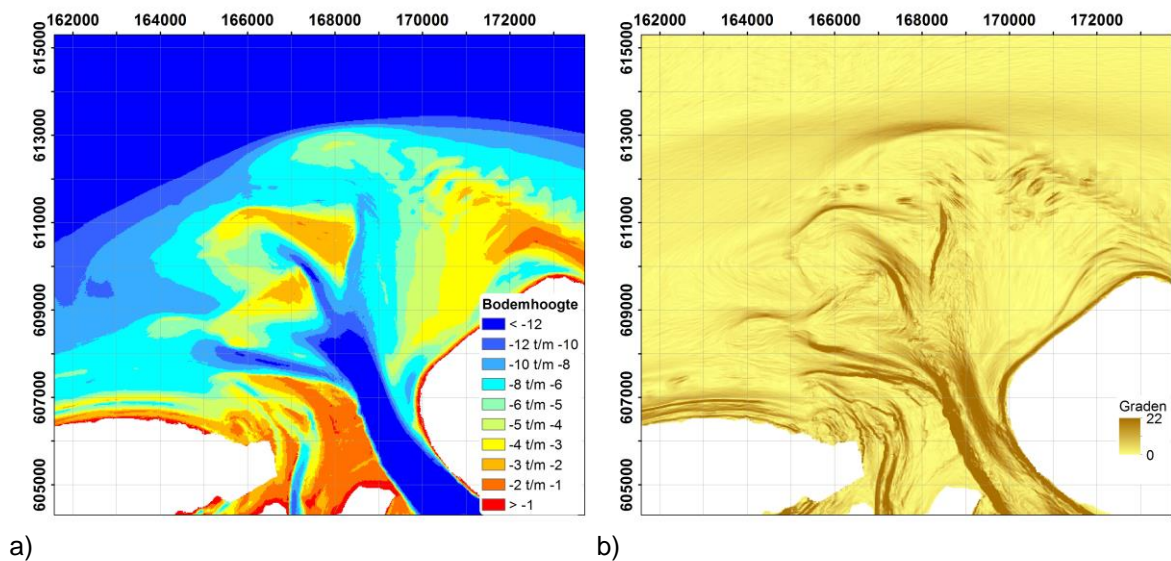 162000 164000 166000 168000 170000 172000
162000 164000 166000 168000 170000 172000
615000
613000
611000
609000
607000
605000
Bodemhoogte
< -12
-12 t/m -10
-10 t/m -8
-8 t/m -6
-6 t/m -5
-5 t/m -4
-4 t/m -3
-3 t/m -2
-2 t/m -1
> -1
615000
613000
611000
609000
607000
605000
Graden
22
0
a)
b)